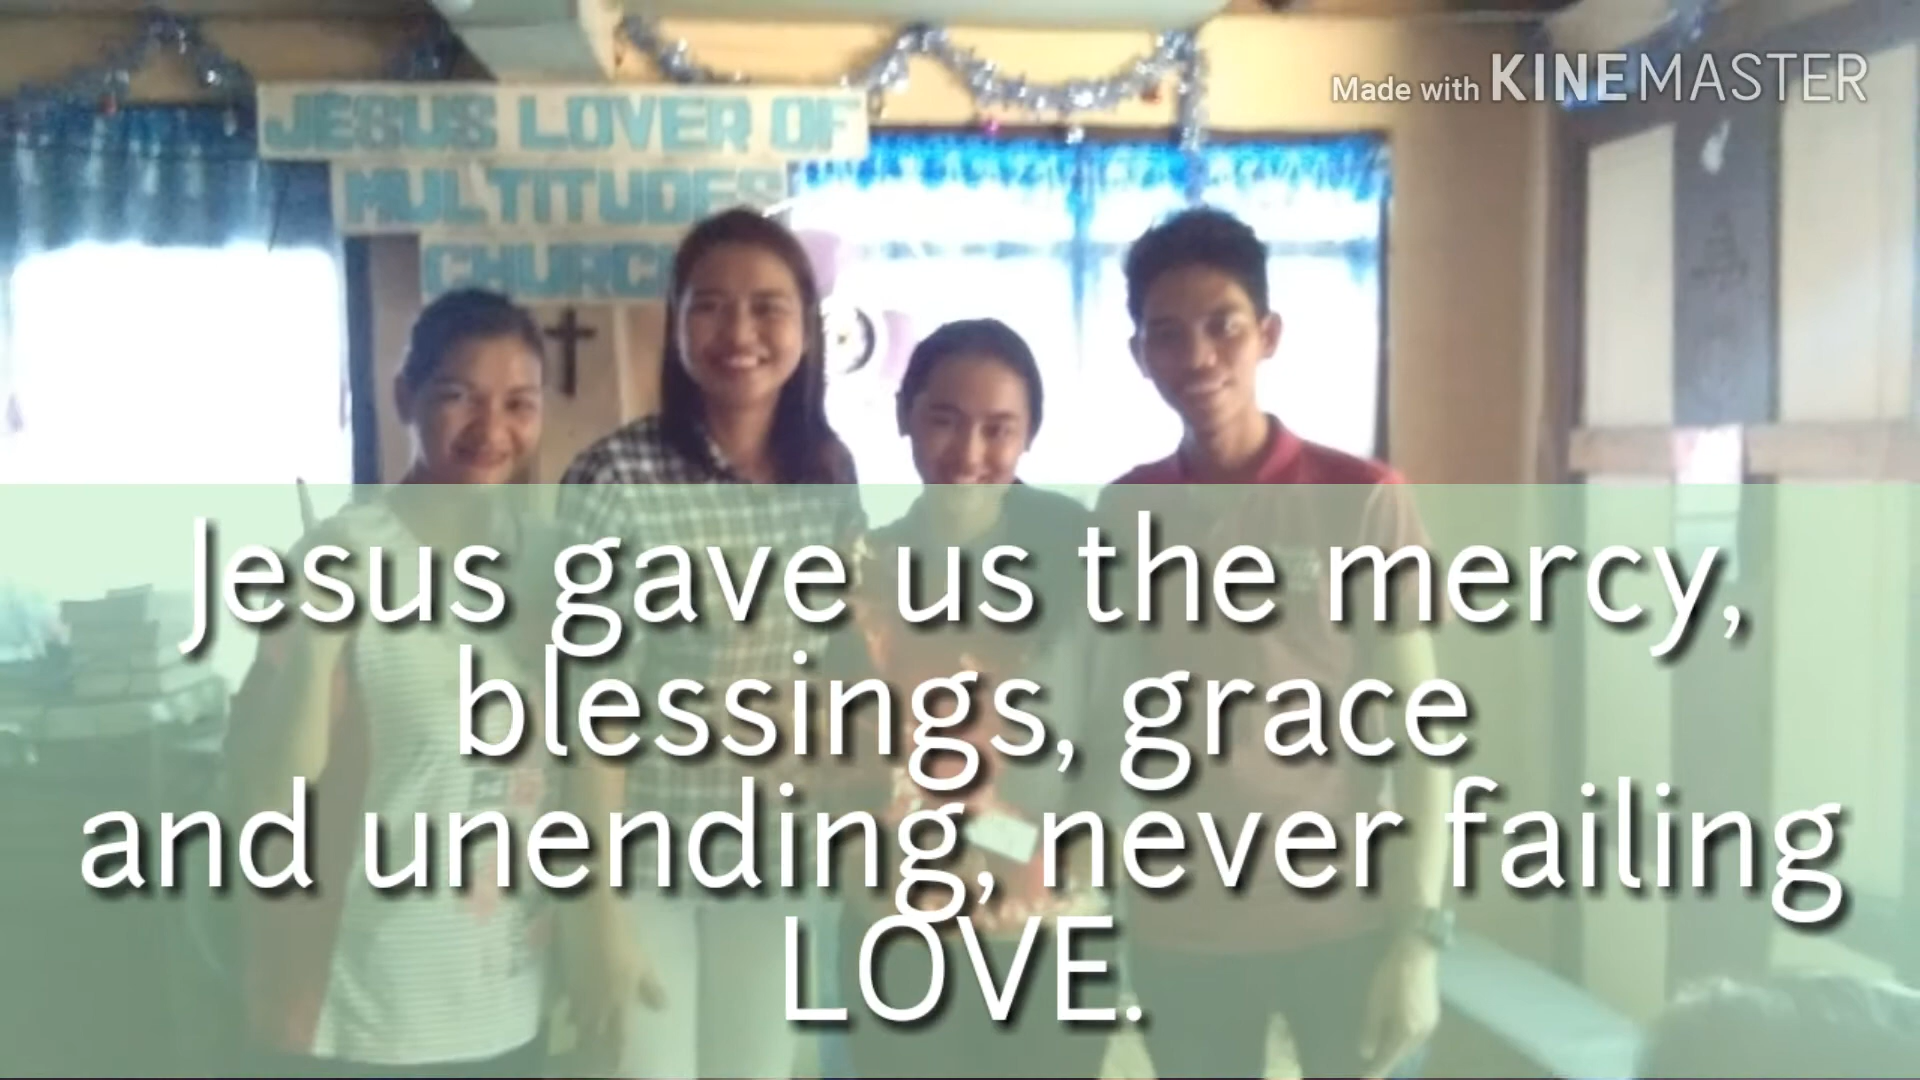 Made with KINEMASTER
JESUS LOVER OF
MULTITUDES
CHURC
Jesus gave us the mercy,
blessings, grace
and unending, never failing
LOVE.